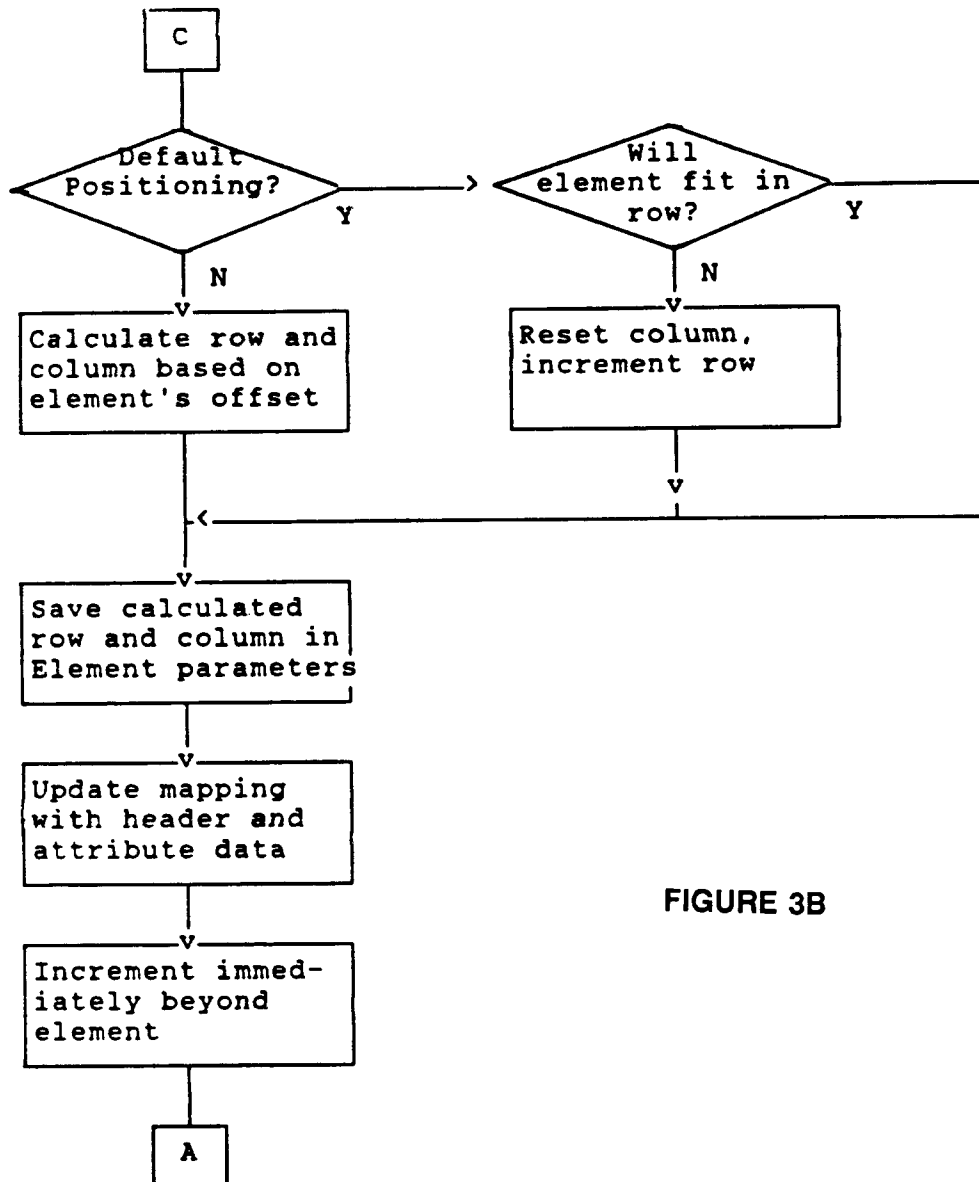 C
Default
Positioning?
Y
N
Will
element fit in
row?
Y
N
Calculate row and
column based on
element's offset
Reset column,
increment row
Save calculated
row and column in
Element parameters
Update mapping
with header and
attribute data
FIGURE 3B
Increment immed-
iately beyond
element
A